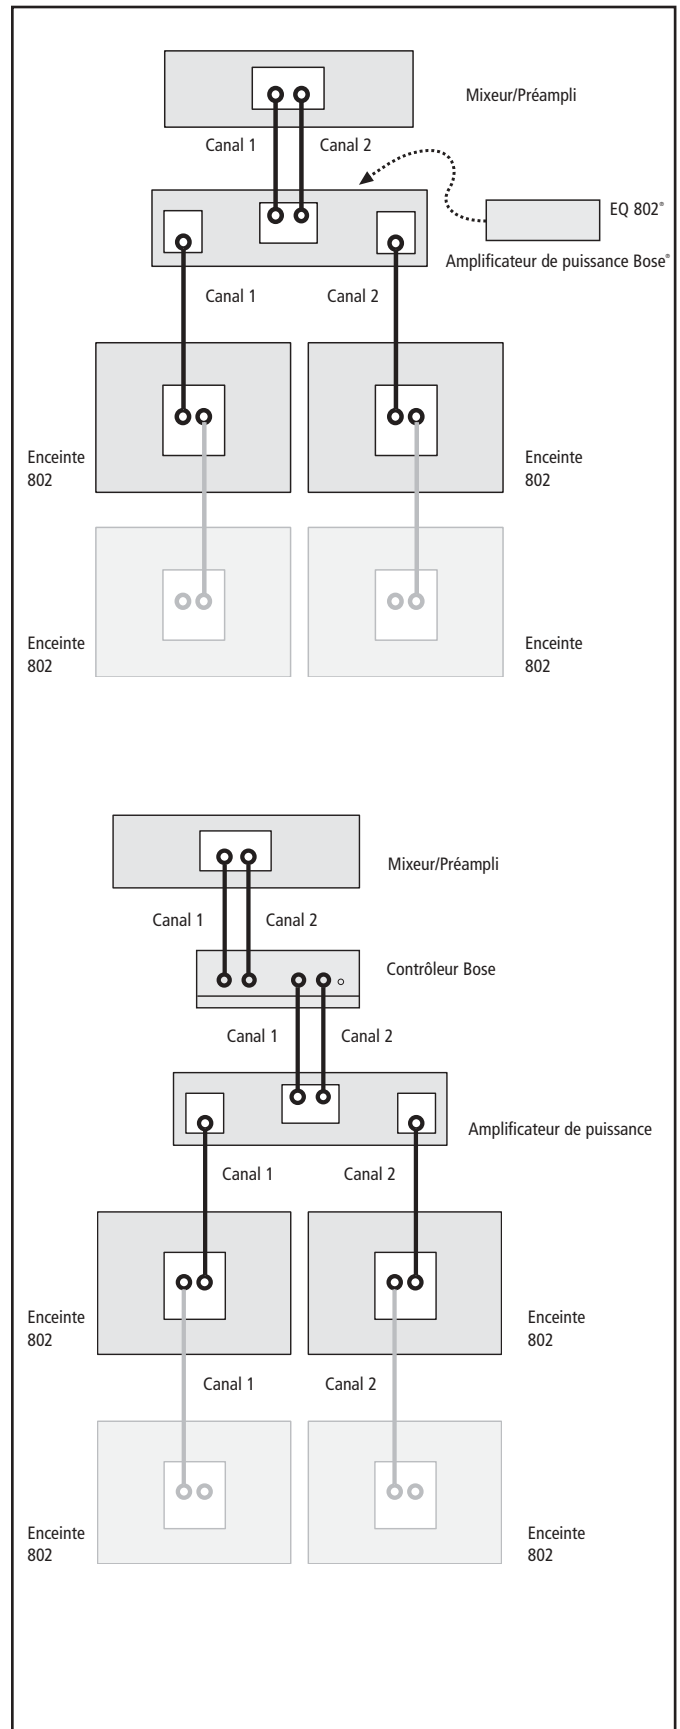 Mixeur/Préampli
Canal 1
Canal 2
EQ 802®
Amplificateur de puissance Bose®
Canal 1
Canal 2
Enceinte
802
Enceinte
802
Enceinte
802
Enceinte
802
Mixeur/Préampli
Canal 1
Canal 2
Contrôleur Bose
Canal 1
Canal 2
Amplificateur de puissance
Canal 1
Canal 2
Enceinte
802
Enceinte
802
Canal 1
Canal 2
Enceinte
802
Enceinte
802